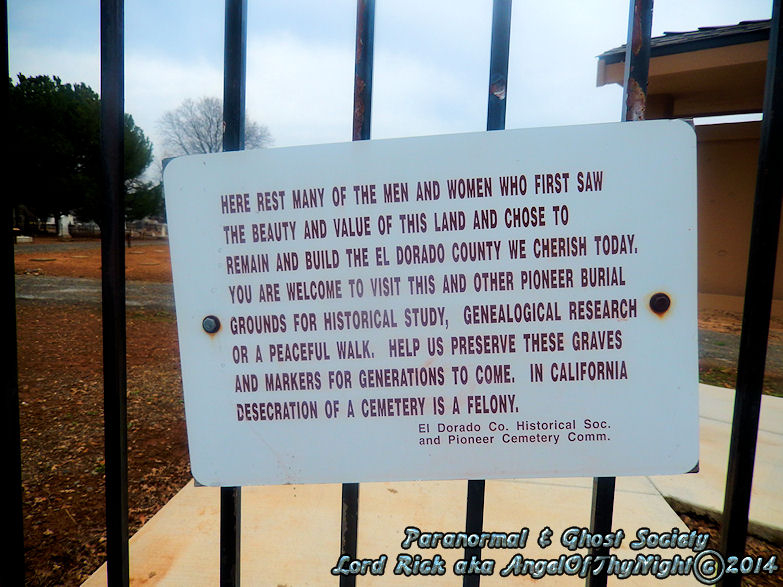 HERE REST MANY OF THE MEN AND WOMEN WHO FIRST SAW
THE BEAUTY AND VALUE OF THIS LAND AND CHOSE TO
REMAIN AND BUILD THE EL DORADO COUNTY WE CHERISH TODAY.
YOU ARE WELCOME TO VISIT THIS AND OTHER PIONEER BURIAL
GROUNDS FOR HISTORICAL STUDY, GENEALOGICAL RESEARCH
OR A PEACEFUL WALK. HELP US PRESERVE THESE GRAVES
AND MARKERS FOR GENERATIONS TO COME. IN CALIFORNIA
DESECRATION OF A CEMETERY IS A FELONY.
El Dorado Co. Historical Soc.
and Pioneer Cemetery Comm.
Paranormal & Ghost Society
Lord Rick aka AngelOfThyNight© 2014